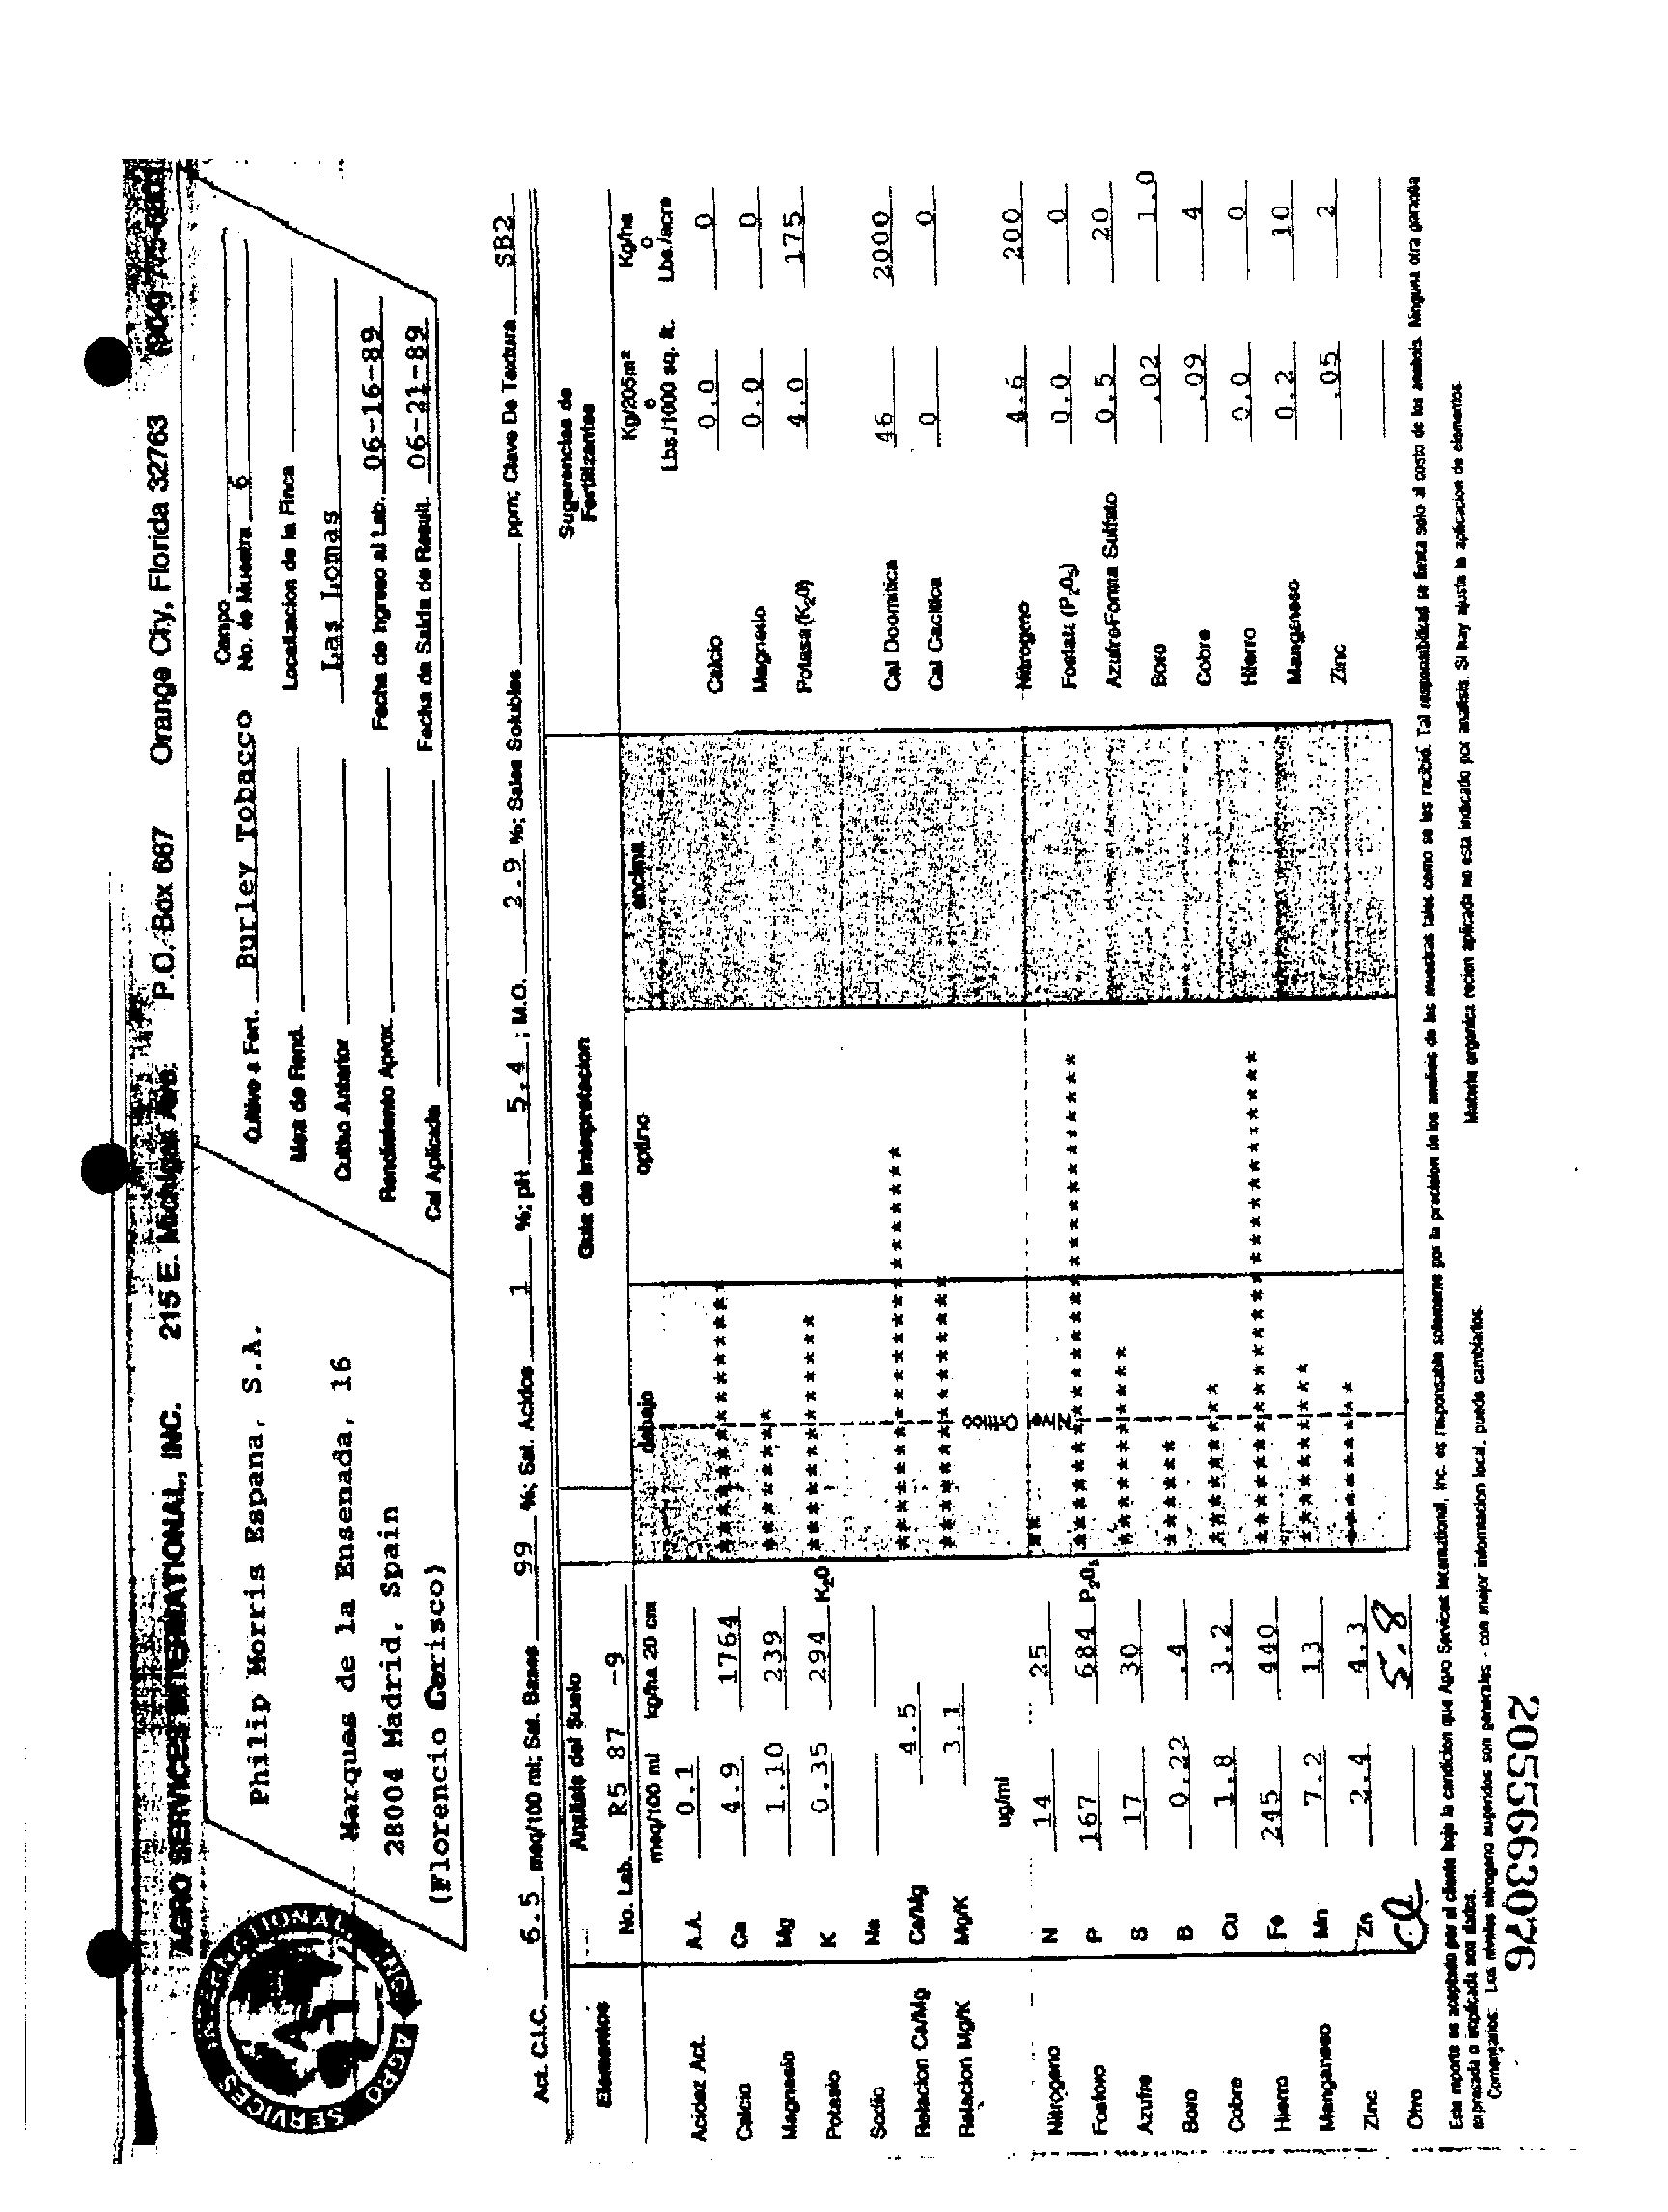 AGRO SERVICES INTERNATIONAL, INC. 215 E. Michigan Ave. P.O. Box 667 Orange City, Florida 32763 (904) 775-6601
AGRO SERVICES INTERNATIONAL INC
Philip Morris Espana, S.A.
Marques de la Ensenada, 16
28004 Madrid, Spain
(Florencio Carisco)
Cultivo a Fert. Burley Tobacco
Meta de Rend.
Cultivo Anterior
Rendimiento Aprox.
Cal Aplicada
Campo
No. de Muestra 6
Localizacion de la Finca
Las Lomas
Fecha de Ingreso al Lab. 06-16-89
Fecha de Salida de Result. 06-21-89
Act. C.I.C. 6.5 meq/100 ml; Sat. Bases 99 %; Sat. Acidos 1 %; pH 5.4; M.O. 2.9 %; Sales Solubles ppm; Clave De Textura SB2
Elementos Analisis del Suelo Guia de Interpretacion Sugerencias de Fertilizantes
No. Lab. R5 87 -9 debajo optino encima Kg/205m² o Lbs./1000 sq. ft. Kg/ha o Lbs./acre
meq/100 ml kg/ha 20 cm
Acidez Act. A.A. 0.1
Calcio Ca 4.9 1764 ****************** Calcio 0.0 0
Magnesio Mg 1.10 239 ********** Magnesio 0.0 0
Potasio K 0.35 294 K₂O **************** Potasa (K₂0) 4.0 175
Sodio Na
Relacion Ca/Mg Ca/Mg 4.5 *************************** Cal Doomitica 46 2000
Relacion Mg/K Mg/K 3.1 ****************** Cal Caclitica 0 0
ug/ml
Nivel Critico
Nitrogeno N 14 25 ** Nitrogeno 4.6 200
Fosforo P 167 684 P₂O₅ ********************************* Fosfata (P₂O₅) 0.0 0
Azufre S 17 30 ************* Azufre-Forma Sulfato 0.5 20
Boro B 0.22 .4 ******* Boro .02 1.0
Cobre Cu 1.8 3.2 *********** Cobre .09 4
Hierro Fe 245 440 ********************************* Hierro 0.0 0
Manganeso Mn 7.2 13 ************ Manganeso 0.2 10
Zinc Zn 2.4 4.3 *********** Zinc .05 2
Otro Cl 5.8
Este reporte es aceptado por el cliente bajo la condicion que Agro Services International, Inc. es responsable solamente por la precision de los analisis de las muestras tales como se les recibió. Tal responsabilidad se limita solo al costo de los analisis. Ninguna otra garantia
expresada o implicada son dados.
Materia organica recien aplicada no esta indicado por analisis. Si hay ajusta la aplicacion de elementos.
Comentarios: Los niveles nitrogeno sugeridos son generales - con mejor informacion local, puede cambiarlos.
2055663076